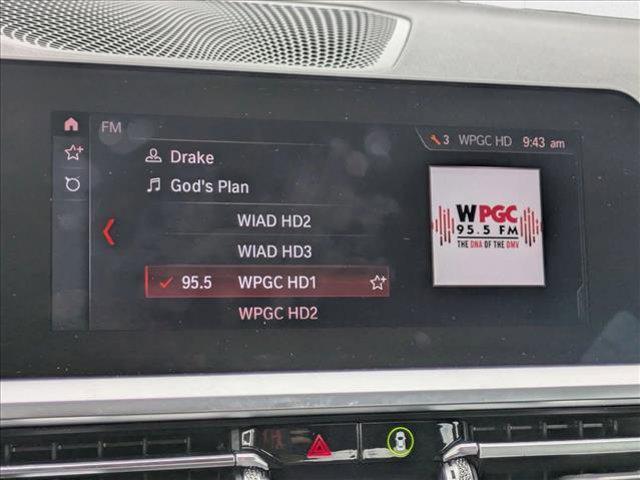 FM
3 WPGC HD 9:43 am
Drake
God's Plan
WIAD HD2
WIAD HD3
95.5 WPGC HD1
WPGC HD2
WPGC
95.5 FM
THE DNA OF THE DMV